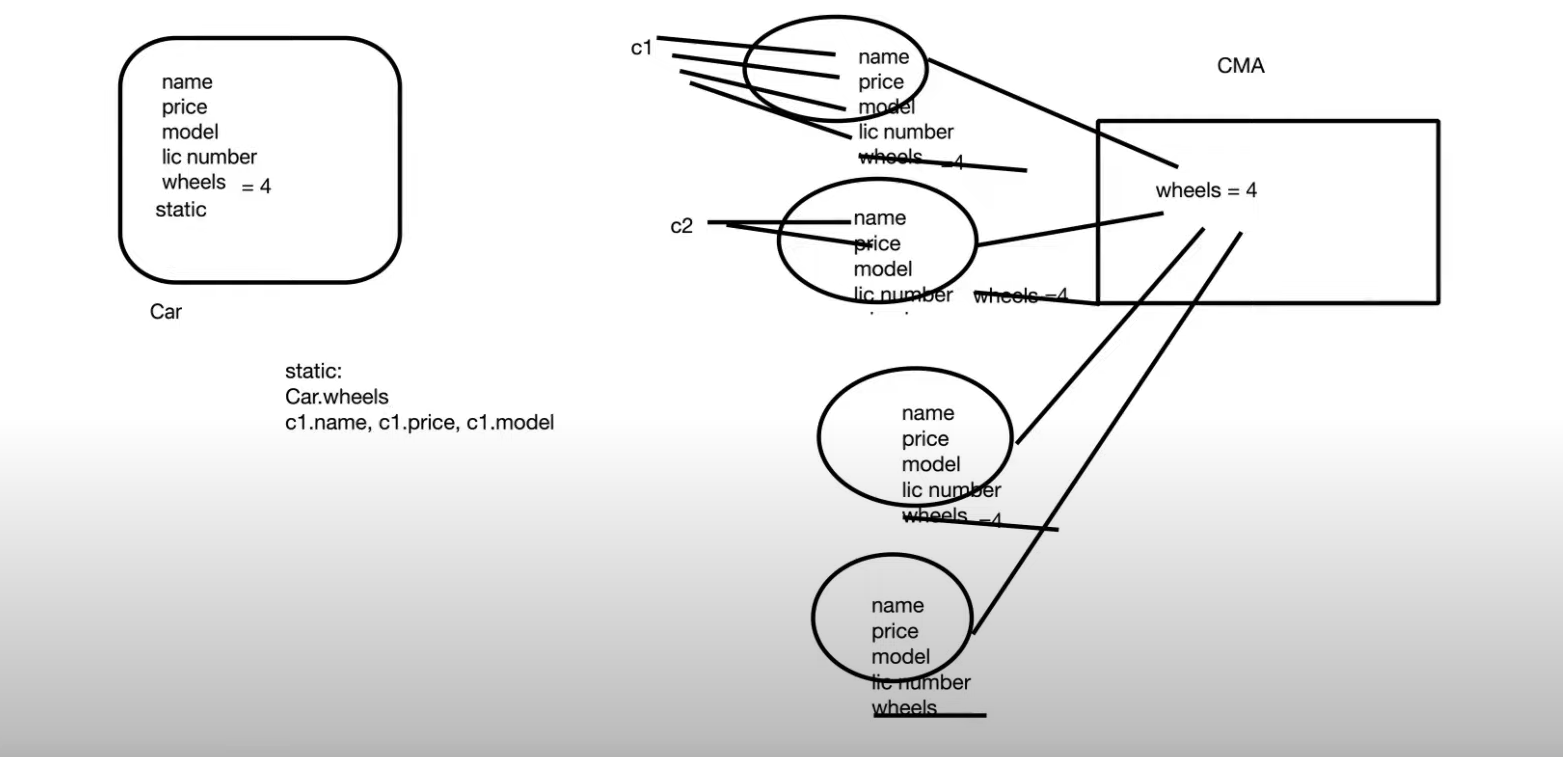 name
price
model
lic number
wheels = 4
static
Car
static:
Car.wheels
c1.name, c1.price, c1.model
c1
name
price
model
lic number
wheels =4
c2
name
price
model
lic number wheels =4
name
price
model
lic number
wheels =4
name
price
model
lic number
wheels
CMA
wheels = 4